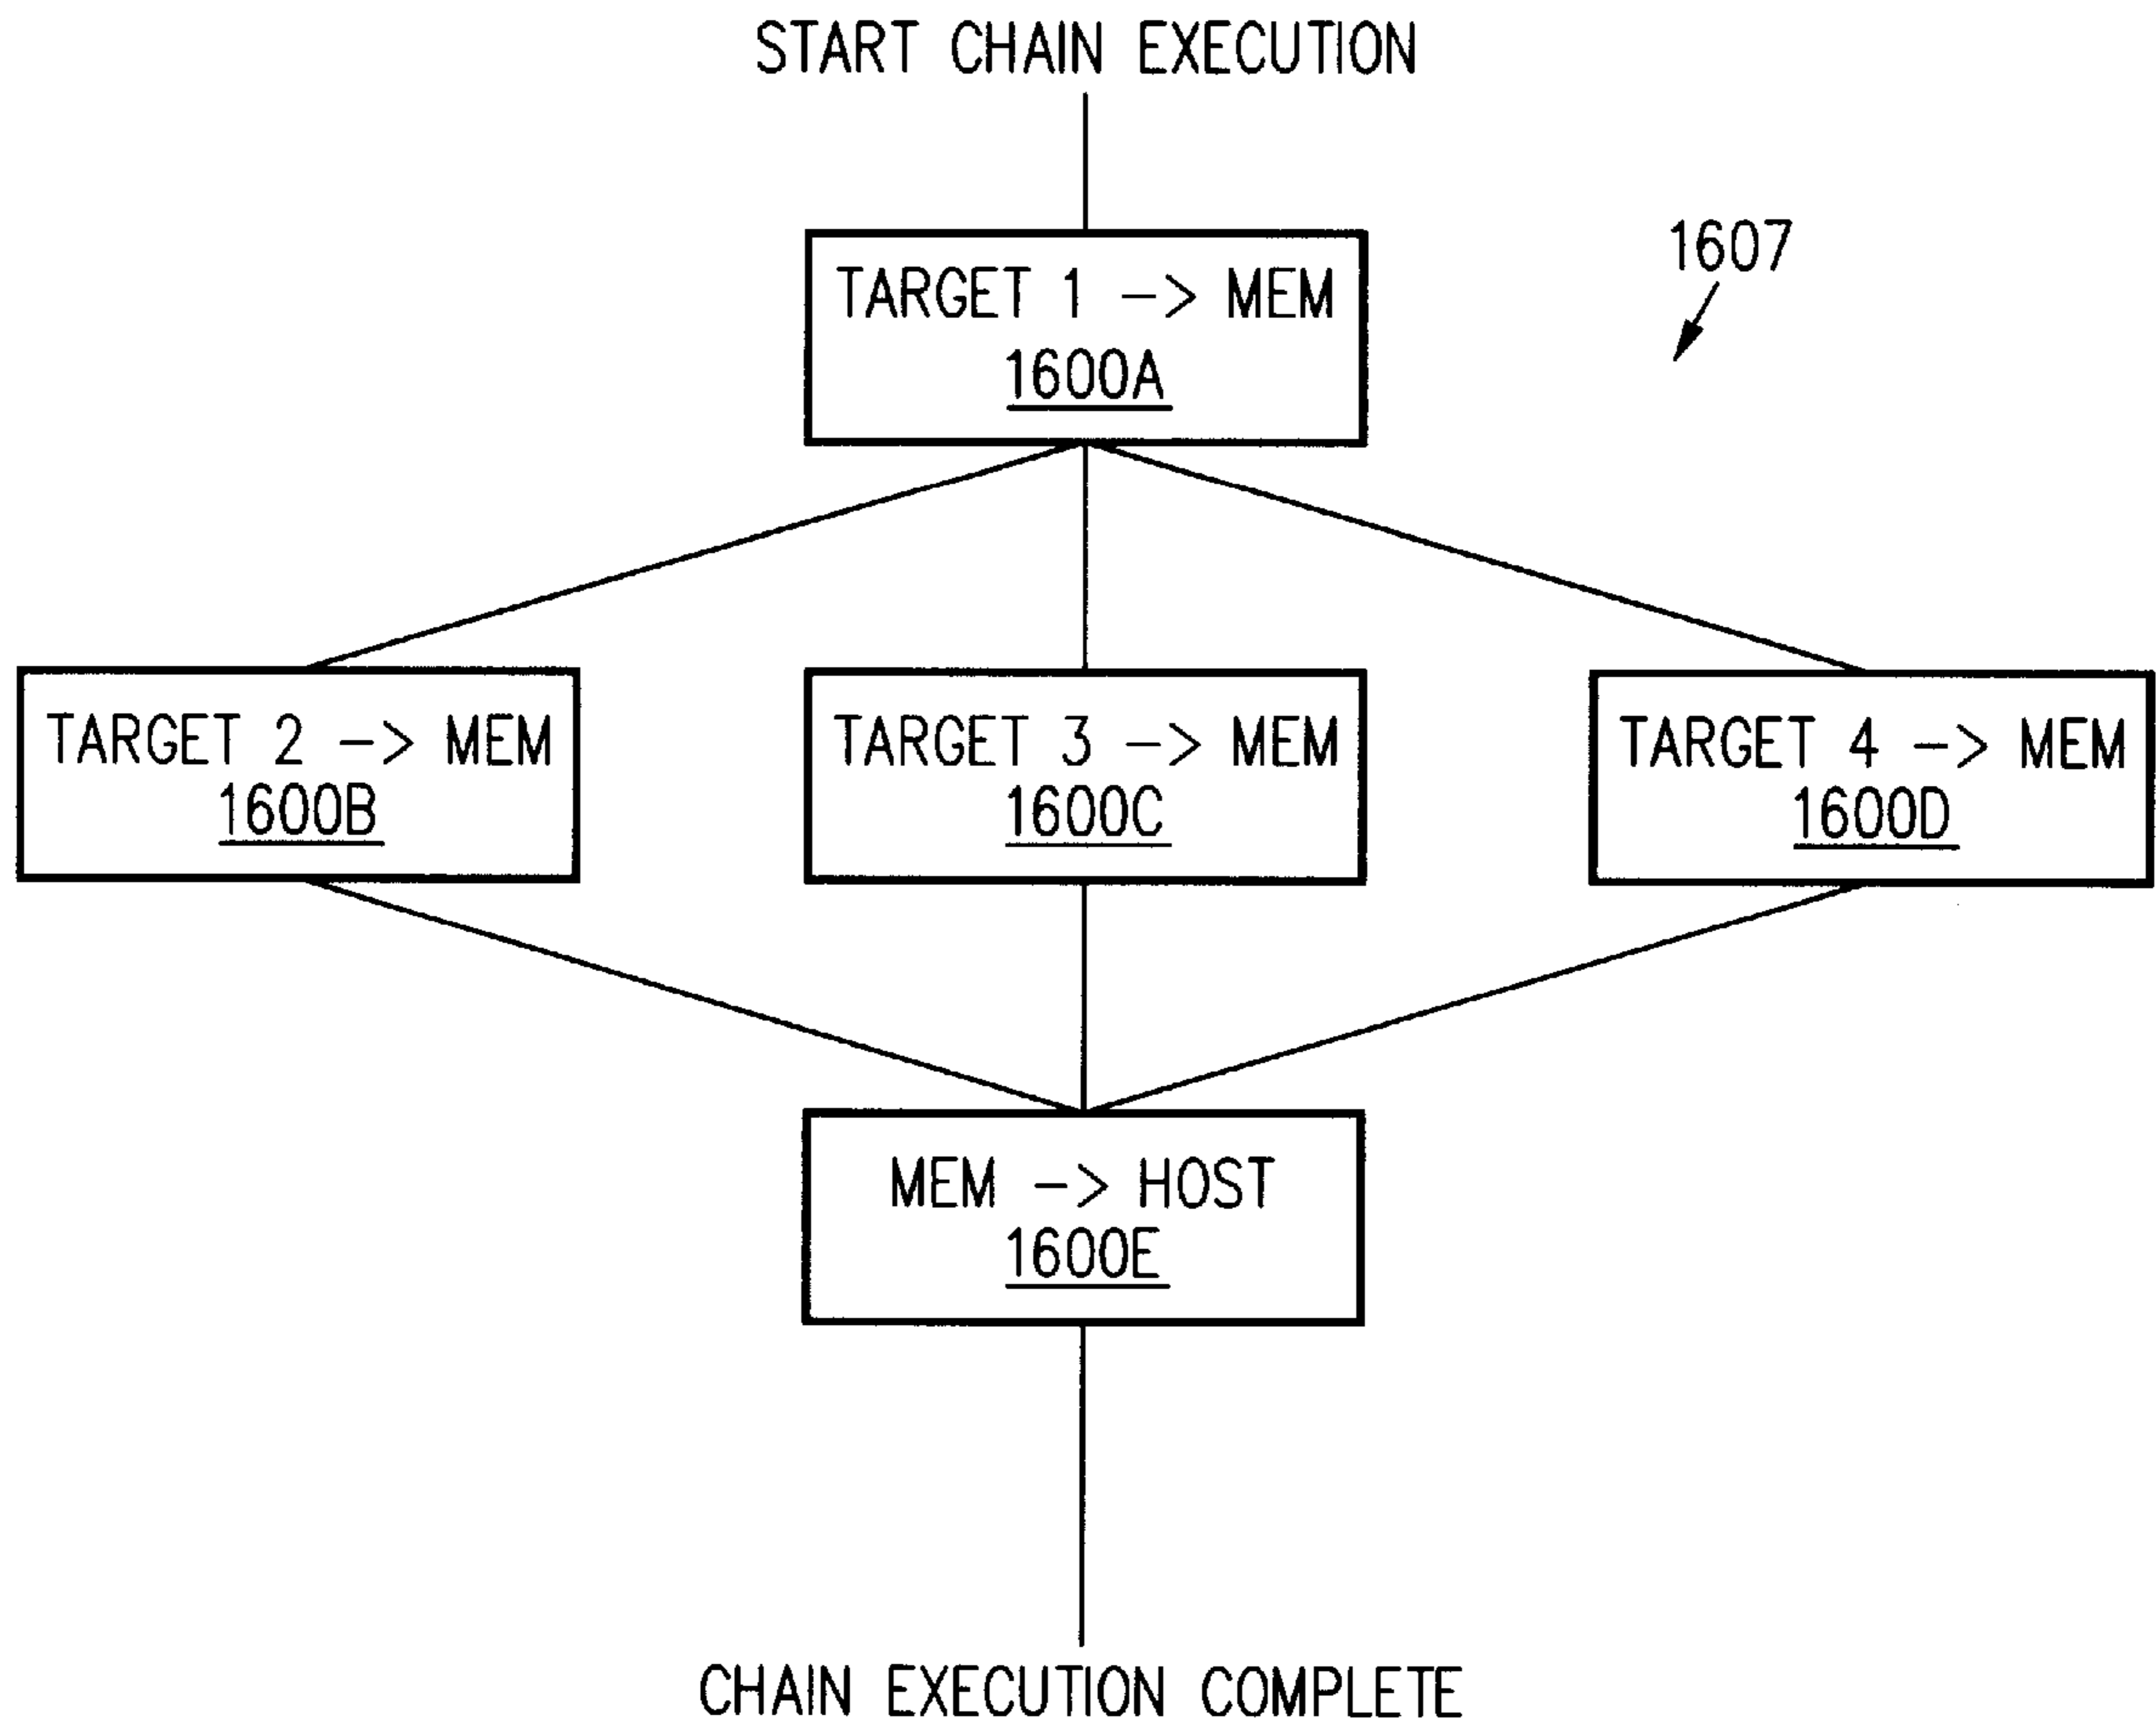 START CHAIN EXECUTION
1607
TARGET 1 -> MEM
1600A
TARGET 2 -> MEM
1600B
TARGET 3 -> MEM
1600C
TARGET 4 -> MEM
1600D
MEM -> HOST
1600E
CHAIN EXECUTION COMPLETE